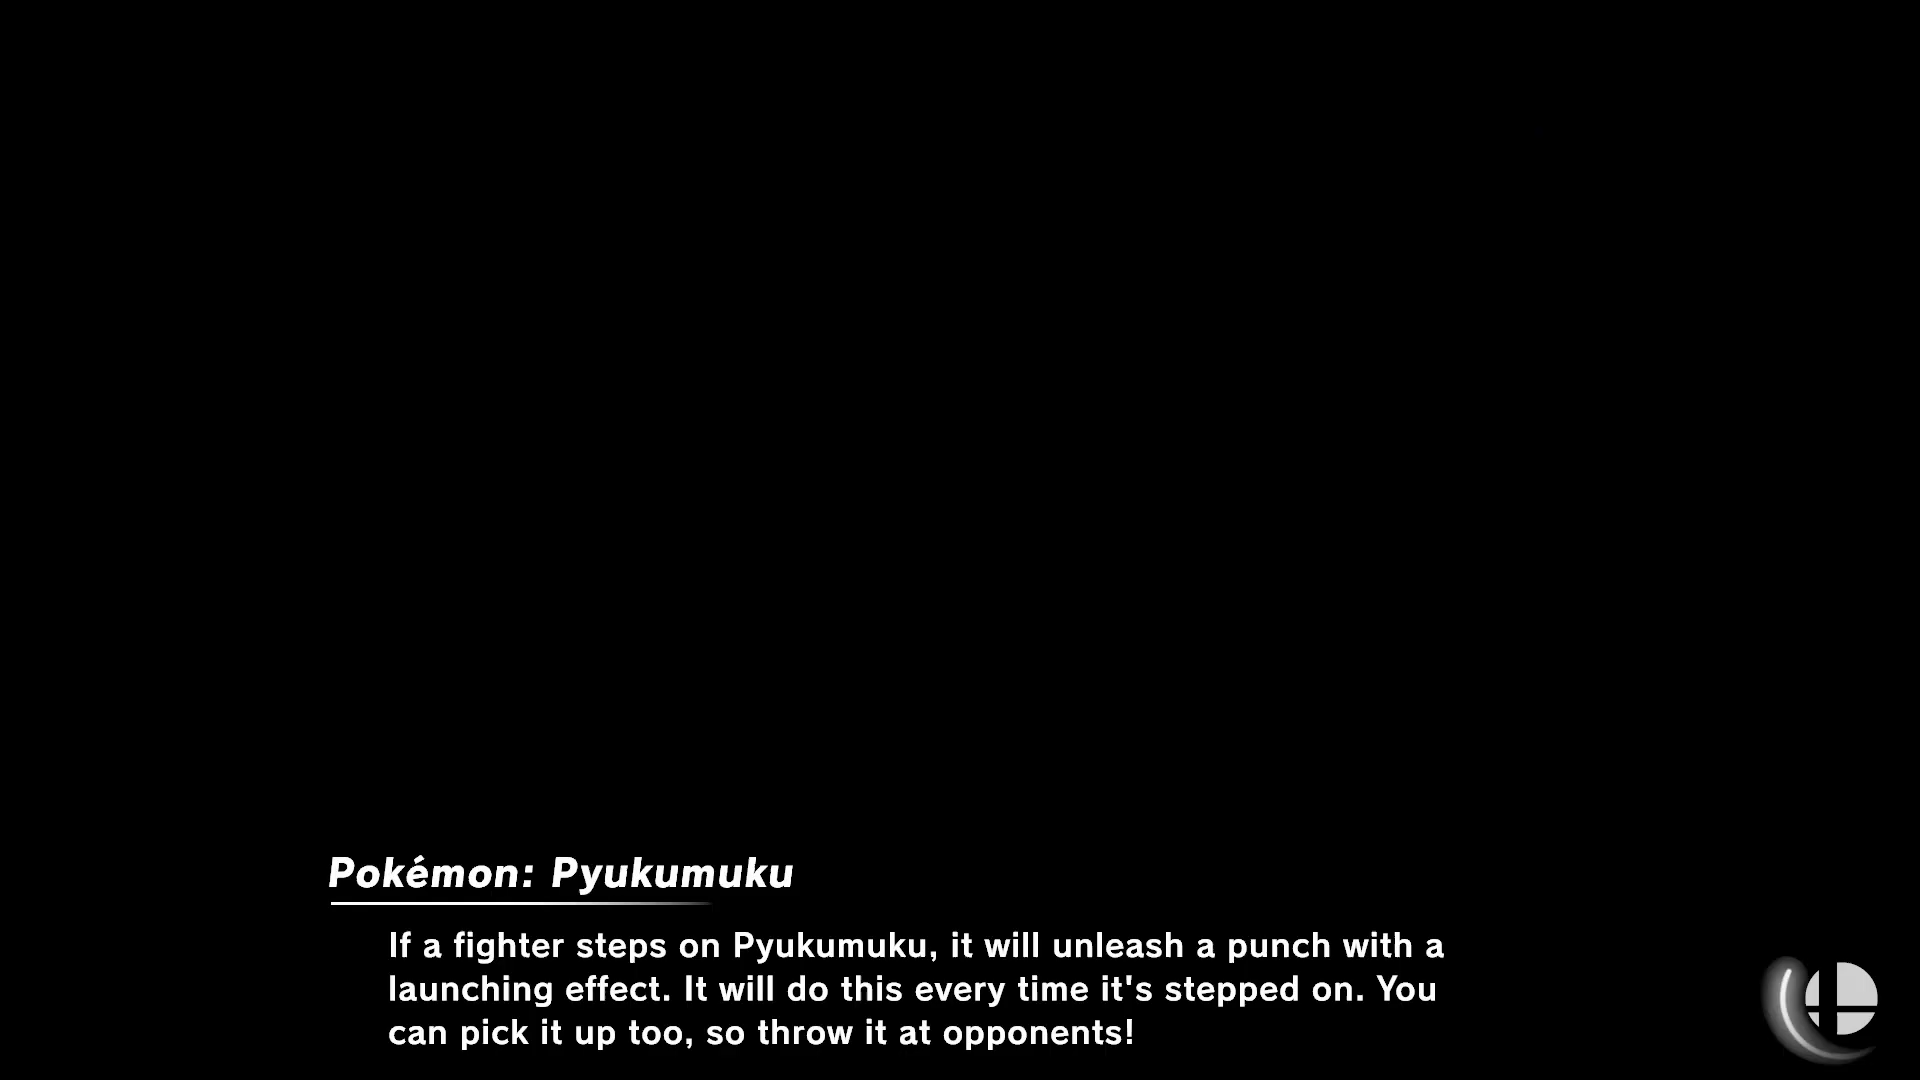 Pokémon: Pyukumuku
If a fighter steps on Pyukumuku, it will unleash a punch with a
launching effect. It will do this every time it's stepped on. You
can pick it up too, so throw it at opponents!